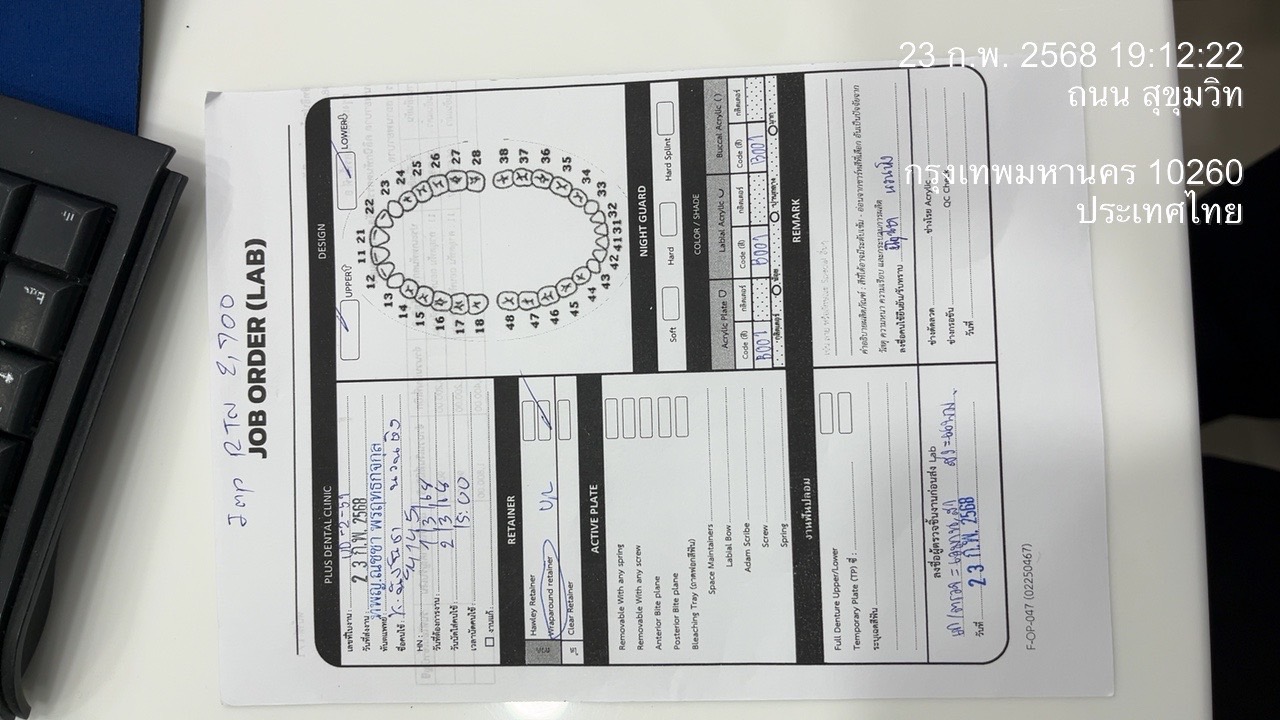 Imp RTN 2,700
JOB ORDER (LAB)
PLUS DENTAL CLINIC
เลขที่ใบงาน : UD-2-59
วันที่ส่งงาน : 23 ก.พ. 2568
ทันตแพทย์ ทพญ.ณชชา พรฤทธกจกุล
ชื่อคนไข้ :
HN : 54145
วันที่ต้องการงาน : 1/3/68
วันนัดใส่คนไข้ : 2/3/68
เวลานัดคนไข้ : 15:00
งานแก้ :
RETAINER
ลวด
Hawley Retainer
Wraparound retainer U/L
ใส
Clear Retainer
ACTIVE PLATE
Removable With any spring
Removable With any screw
Anterior Bite plane
Posterior Bite plane
Bleaching Tray (ถาดฟอกสีฟัน)
Space Maintainers
Labial Bow
Adam Scribe
Screw
Spring
งานฟันปลอม
Full Denture Upper/Lower
Temporary Plate (TP) ซี่ :
ระบุเฉดสีฟัน
ลงชื่อผู้ตรวจชิ้นงานก่อนส่ง Lab
วันที่ 23 ก.พ. 2568
DESIGN
UPPER
LOWER
11 21
12 22
13 23
14 24
15 25
16 26
17 27
18 28
48 38
47 37
46 36
45 35
44 34
43 33
42 41 31 32
NIGHT GUARD
Soft Hard Hard Splint
COLOR / SHADE
Acrylic Plate Labial Acrylic Buccal Acrylic ()
Code (สี) กลิตเตอร์ Code (สี) กลิตเตอร์ Code (สี) กลิตเตอร์
B001 B001 B001
กลิตเตอร์ น้อย ปานกลาง มาก
REMARK
คำอธิบายผลิตภัณฑ์ : สีที่ได้อาจมีระดับเข้ม - อ่อนจากชาร์ทสีที่เลือก อันเป็นปัจจัยจาก
วัสดุ ความหนา ความเรียบ และกระบวนการผลิต
ลงชื่อคนไข้ยืนยัน/รับทราบ
ช่างดัดลวด ช่างโรย Acrylic
ช่างกรอขัด QC Check
วันที่
F-OP-047 (02250467)
23 ก.พ. 2568 19:12:22
ถนน สุขุมวิท
กรุงเทพมหานคร 10260
ประเทศไทย